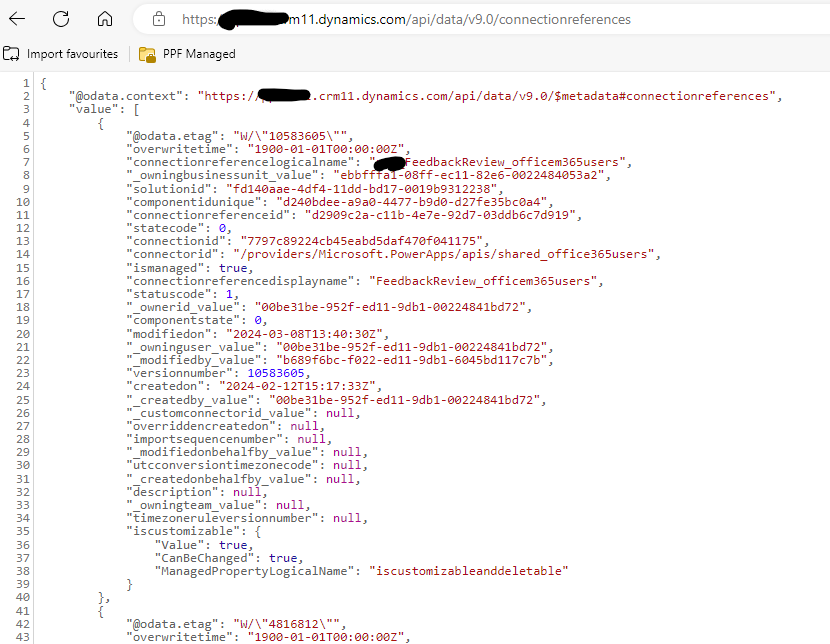 https: m11.dynamics.com/api/data/v9.0/connectionreferences
Import favourites PPF Managed
1 {
2 "@odata.context": "https:// .crm11.dynamics.com/api/data/v9.0/$metadata#connectionreferences",
3 "value": [
4 {
5 "@odata.etag": "W/\"10583605\"",
6 "overwritetime": "1900-01-01T00:00:00Z",
7 "connectionreferencelogicalname": " FeedbackReview_officem365users",
8 "_owningbusinessunit_value": "ebbfffa1-08ff-ec11-82e6-0022484053a2",
9 "solutionid": "fd140aae-4df4-11dd-bd17-0019b9312238",
10 "componentidunique": "d240bdee-a9a0-4477-b9d0-d27fe35bc0a4",
11 "connectionreferenceid": "d2909c2a-c11b-4e7e-92d7-03ddb6c7d919",
12 "statecode": 0,
13 "connectionid": "7797c89224cb45eabd5daf470f041175",
14 "connectorid": "/providers/Microsoft.PowerApps/apis/shared_office365users",
15 "ismanaged": true,
16 "connectionreferencedisplayname": "FeedbackReview_officem365users",
17 "statuscode": 1,
18 "_ownerid_value": "00be31be-952f-ed11-9db1-00224841bd72",
19 "componentstate": 0,
20 "modifiedon": "2024-03-08T13:40:30Z",
21 "_owninguser_value": "00be31be-952f-ed11-9db1-00224841bd72",
22 "_modifiedby_value": "b689f6bc-f022-ed11-9db1-6045bd117c7b",
23 "versionnumber": 10583605,
24 "createdon": "2024-02-12T15:17:33Z",
25 "_createdby_value": "00be31be-952f-ed11-9db1-00224841bd72",
26 "_customconnectorid_value": null,
27 "overriddencreatedon": null,
28 "importsequencenumber": null,
29 "_modifiedonbehalfby_value": null,
30 "utcconversiontimezonecode": null,
31 "_createdonbehalfby_value": null,
32 "description": null,
33 "_owningteam_value": null,
34 "timezoneruleversionnumber": null,
35 "iscustomizable": {
36 "Value": true,
37 "CanBeChanged": true,
38 "ManagedPropertyLogicalName": "iscustomizableanddeletable"
39 }
40 },
41 {
42 "@odata.etag": "W/\"4816812\"",
43 "overwritetime": "1900-01-01T00:00:00Z",